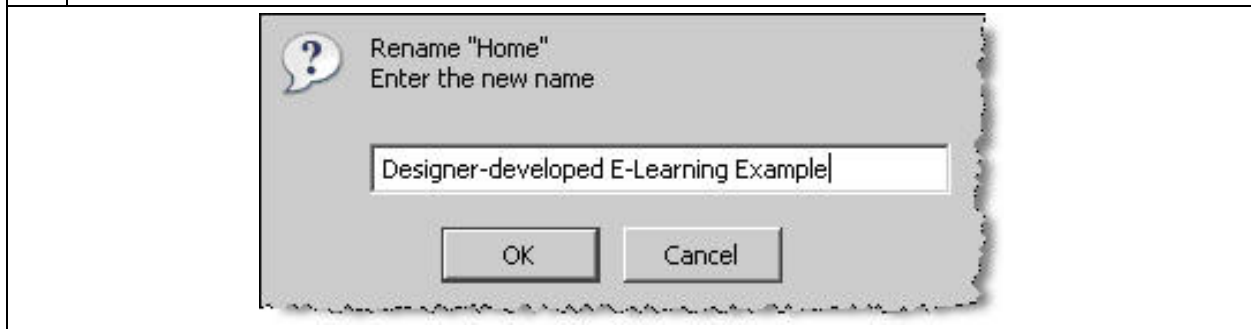 Rename "Home"
Enter the new name
Designer-developed E-Learning Example
OK
Cancel